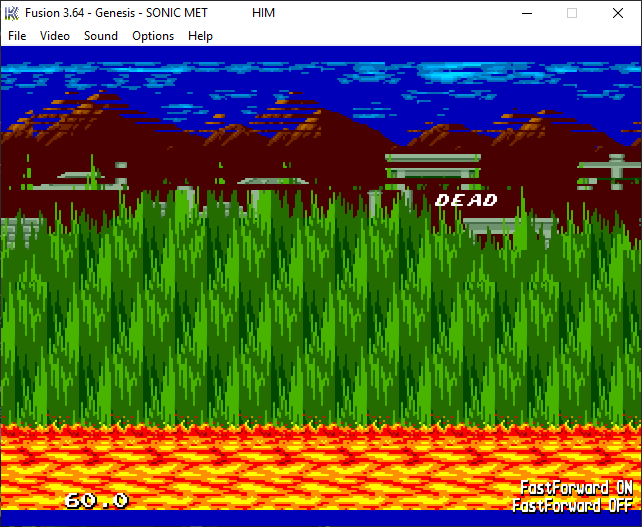 Fusion 3.64 - Genesis - SONIC MET HIM
File Video Sound Options Help
DEAD
60.0
FastForward ON
FastForward OFF